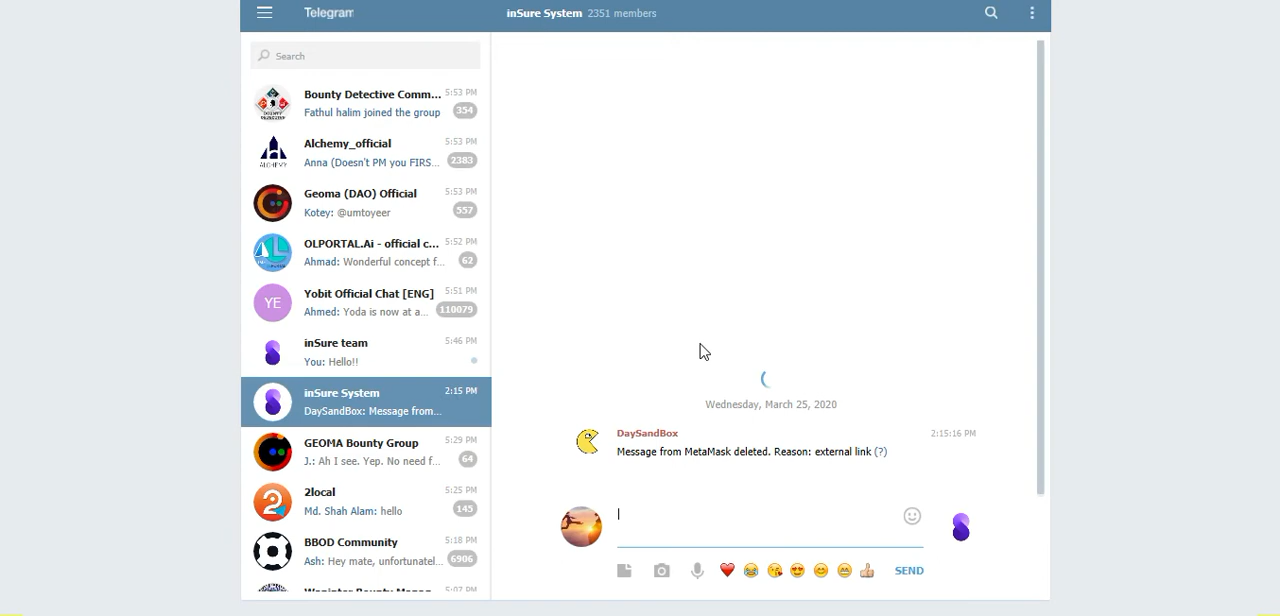 Telegram
inSure System 2351 members
Search
Bounty Detective Comm... 5:53 PM
Fathul halim joined the group 354
Alchemy_official 5:53 PM
Anna (Doesn't PM you FIRS... 2383
ALCHEMY
Geoma (DAO) Official 5:53 PM
Kotey: @umtoyeer 557
OLPORTAL.Ai - official c... 5:52 PM
Ahmad: Wonderful concept f... 62
YE
Yobit Official Chat [ENG] 5:51 PM
Ahmed: Yoda is now at a... 110079
inSure team 5:46 PM
You: Hello!!
inSure System 2:15 PM
DaySandBox: Message from...
GEOMA Bounty Group 5:29 PM
J.: Ah I see. Yep. No need f... 64
2local 5:25 PM
Md. Shah Alam: hello 145
BBOD Community 5:18 PM
Ash: Hey mate, unfortunatel... 6906
Wednesday, March 25, 2020
DaySandBox 2:15:16 PM
Message from MetaMask deleted. Reason: external link (?)
SEND